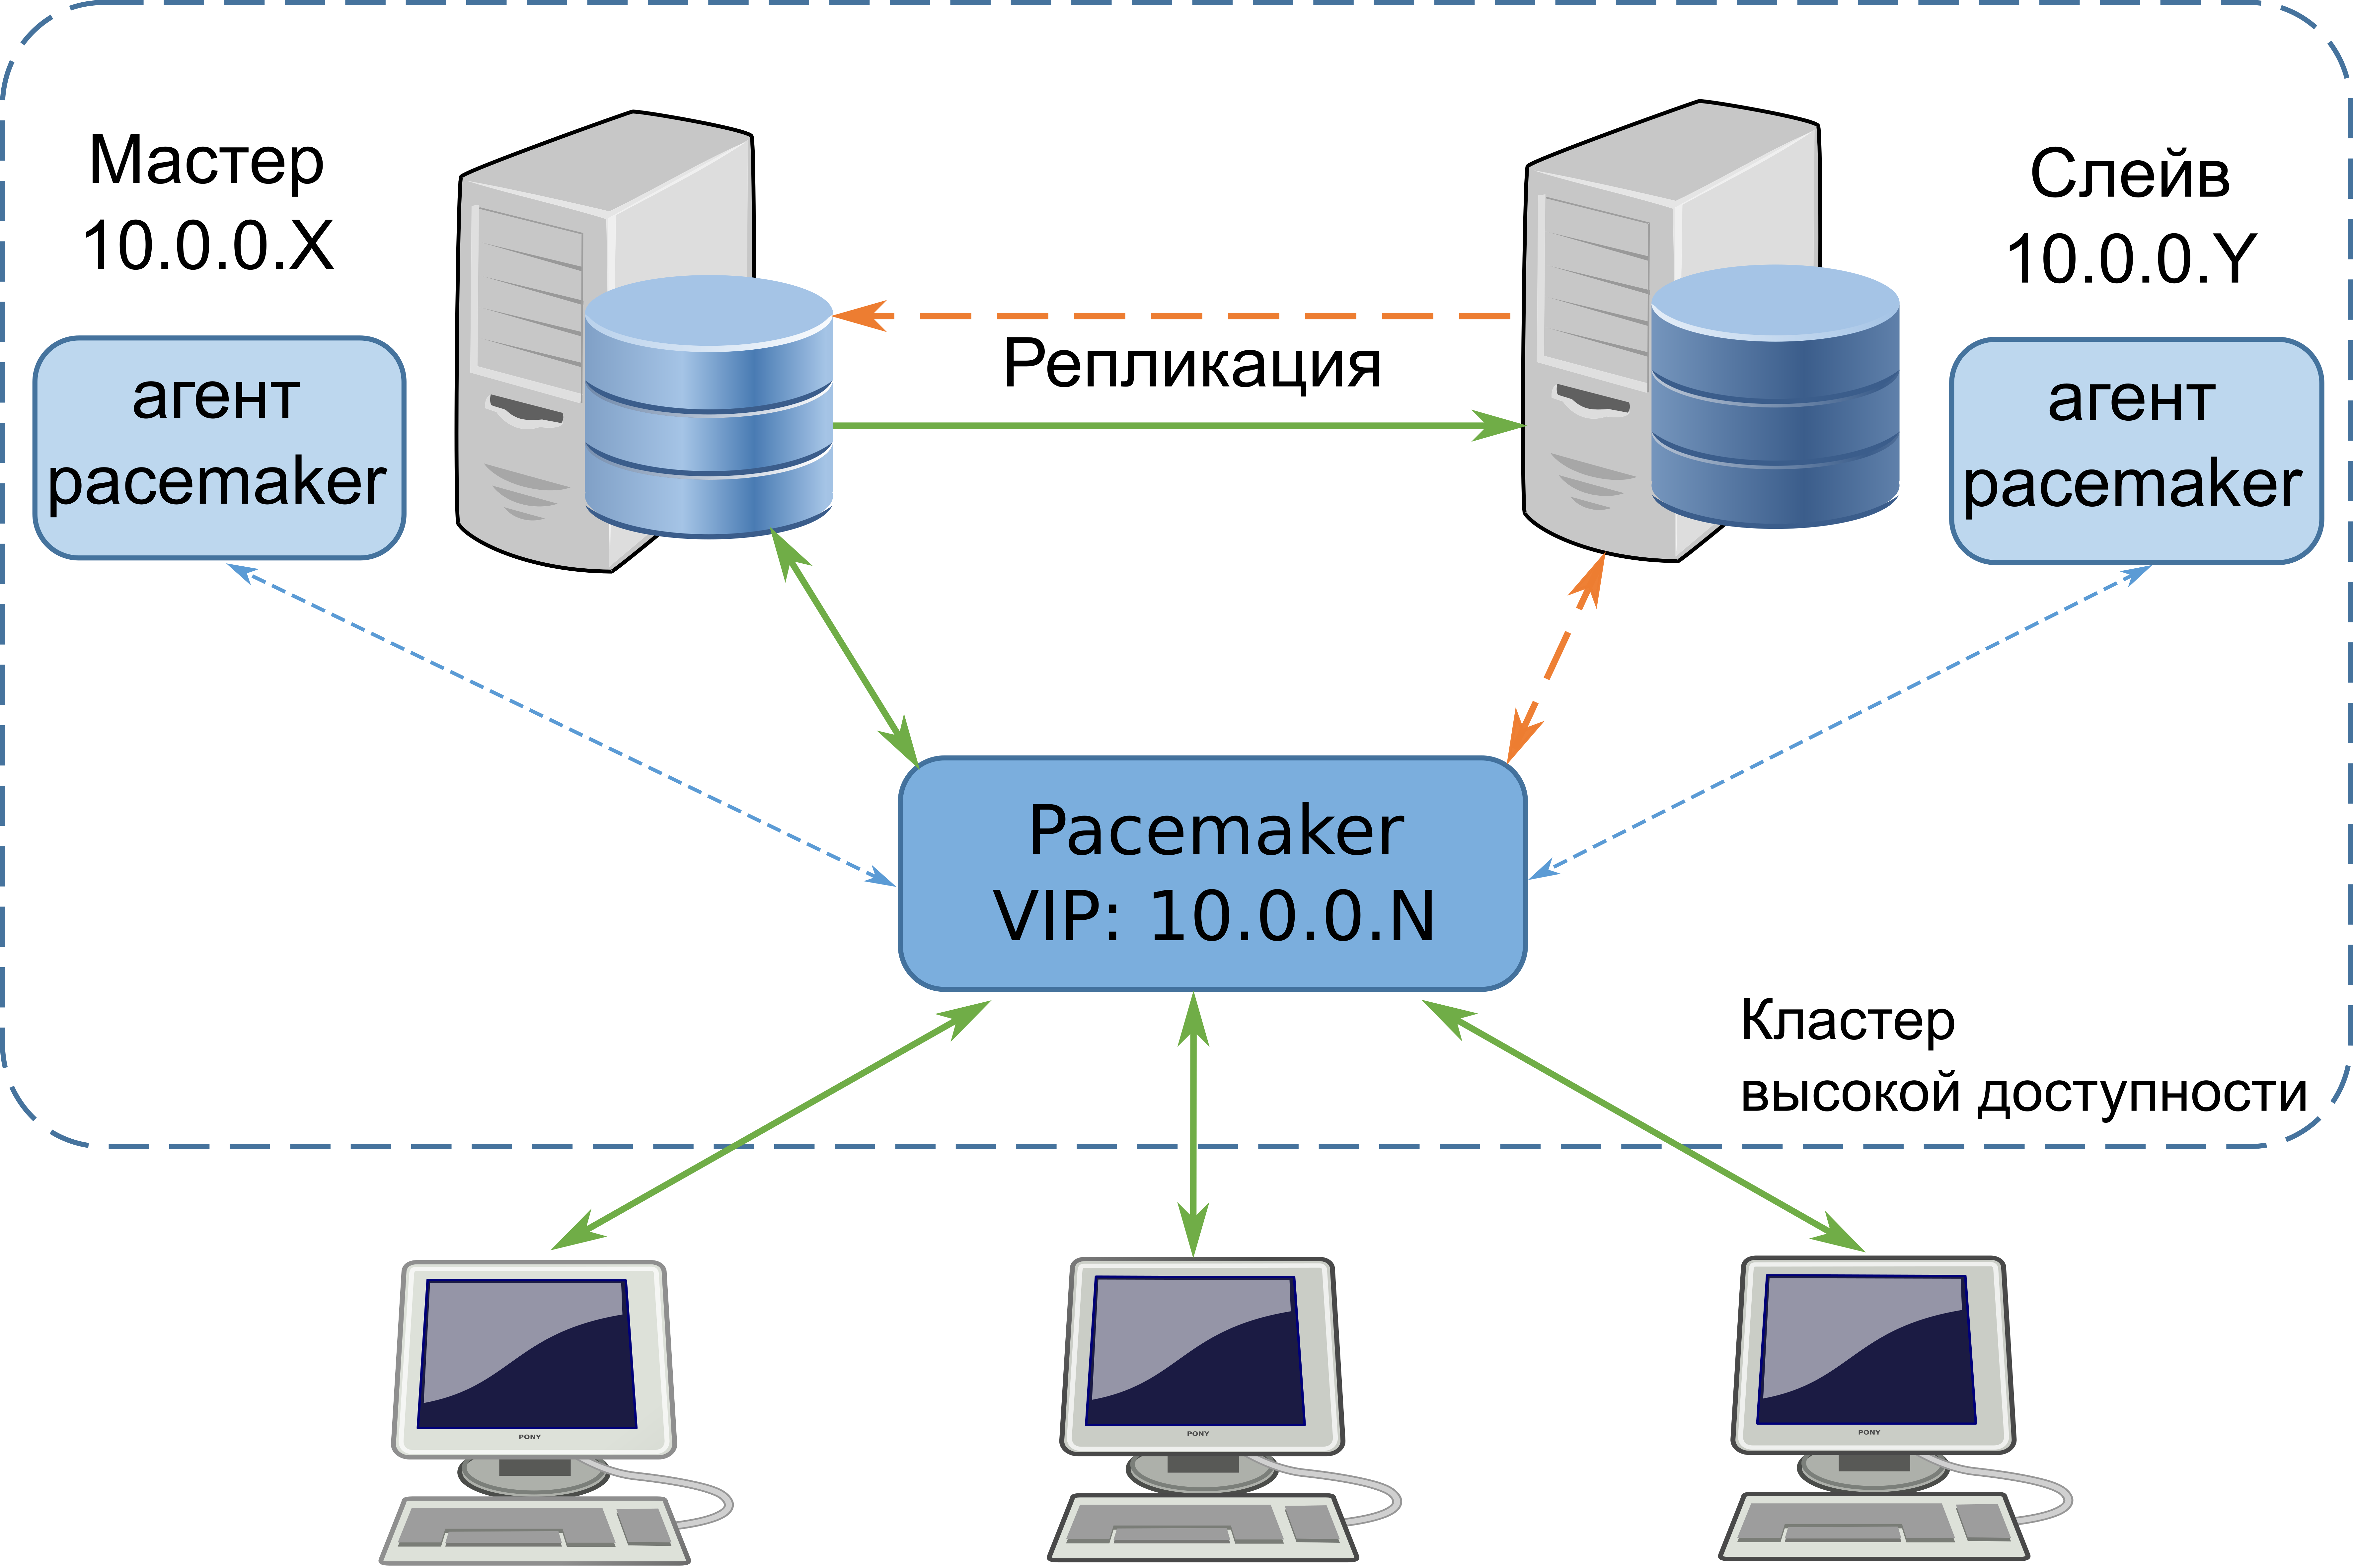 Мастер
10.0.0.X
Слейв
10.0.0.Y
агент
pacemaker
Репликация
агент
pacemaker
Pacemaker
VIP: 10.0.0.N
Кластер
высокой доступности
PONY
PONY
PONY